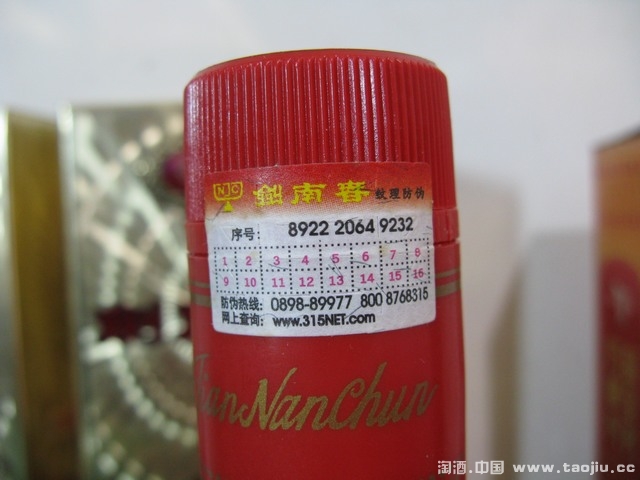 NJC 剑南春 纹理防伪
序号: 8922 2064 9232
1 2 3 4 5 6 7 8
9 10 11 12 13 14 15 16
防伪热线: 0898-89977 800 8768315
网上查询: www.315NET.com
JianNanChun
淘酒.中国 www.taojiu.cc